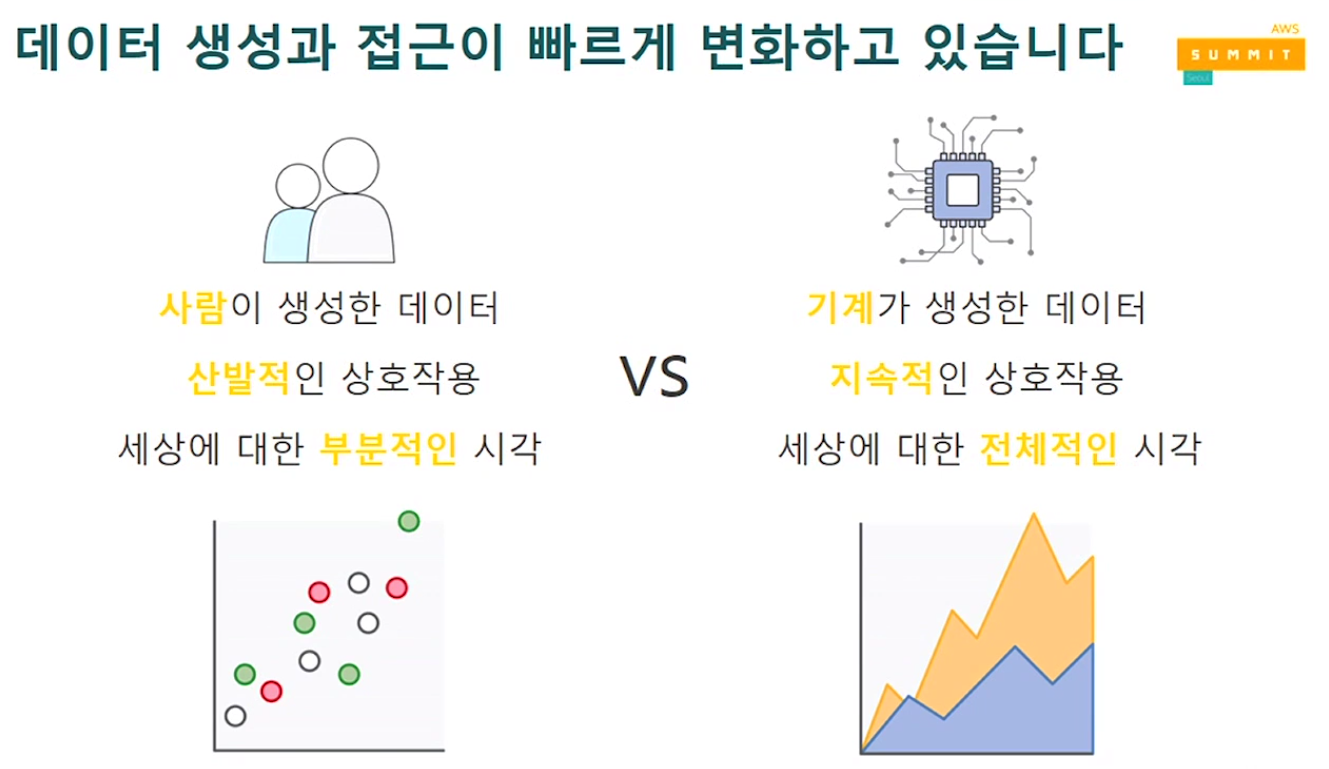 데이터 생성과 접근이 빠르게 변화하고 있습니다
AWS
SUMMIT
Seoul
사람이 생성한 데이터
산발적인 상호작용
세상에 대한 부분적인 시각
VS
기계가 생성한 데이터
지속적인 상호작용
세상에 대한 전체적인 시각